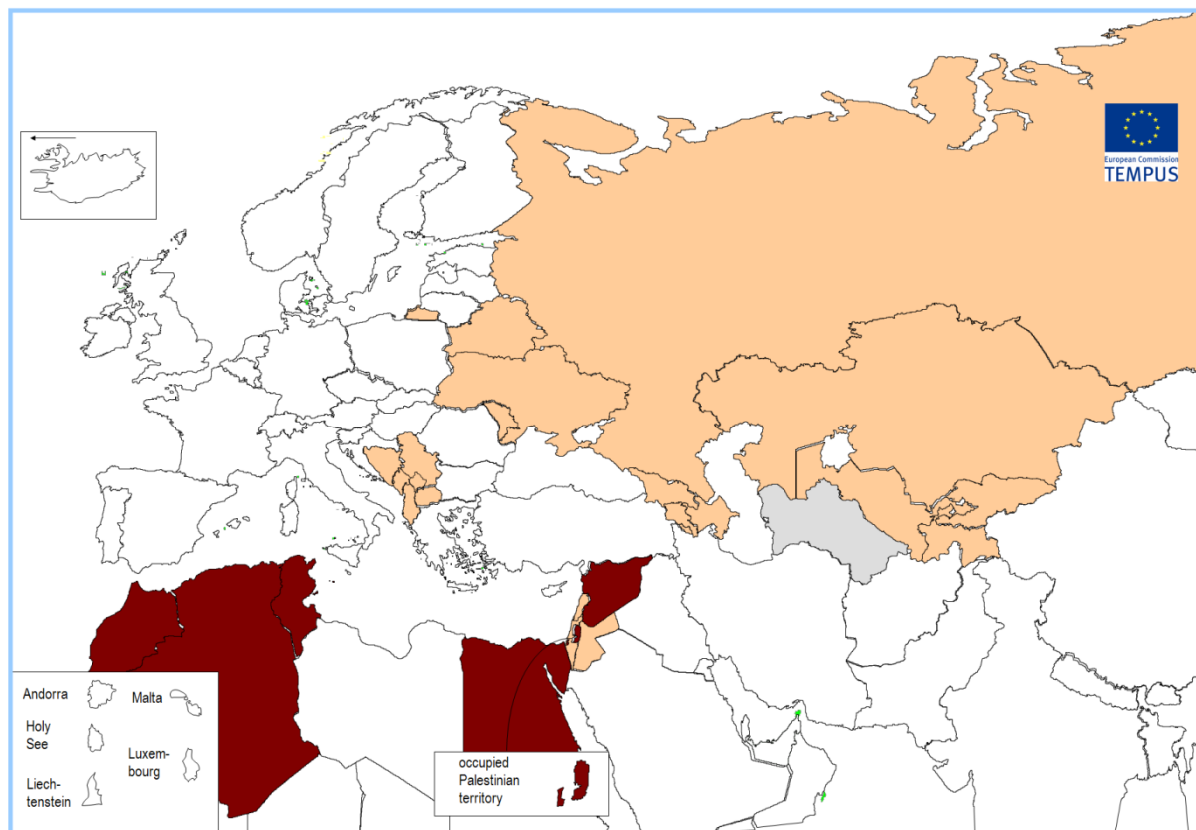 European Commission
TEMPUS
Andorra
Malta
Holy
See
Luxem-
bourg
Liech-
tenstein
occupied
Palestinian
territory